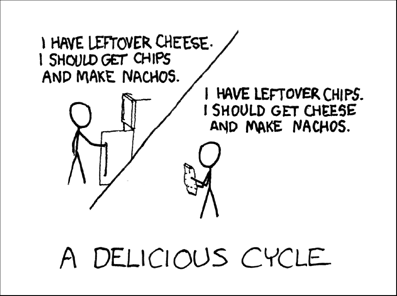 I HAVE LEFTOVER CHEESE.
I SHOULD GET CHIPS
AND MAKE NACHOS.
I HAVE LEFTOVER CHIPS.
I SHOULD GET CHEESE
AND MAKE NACHOS.
A DELICIOUS CYCLE